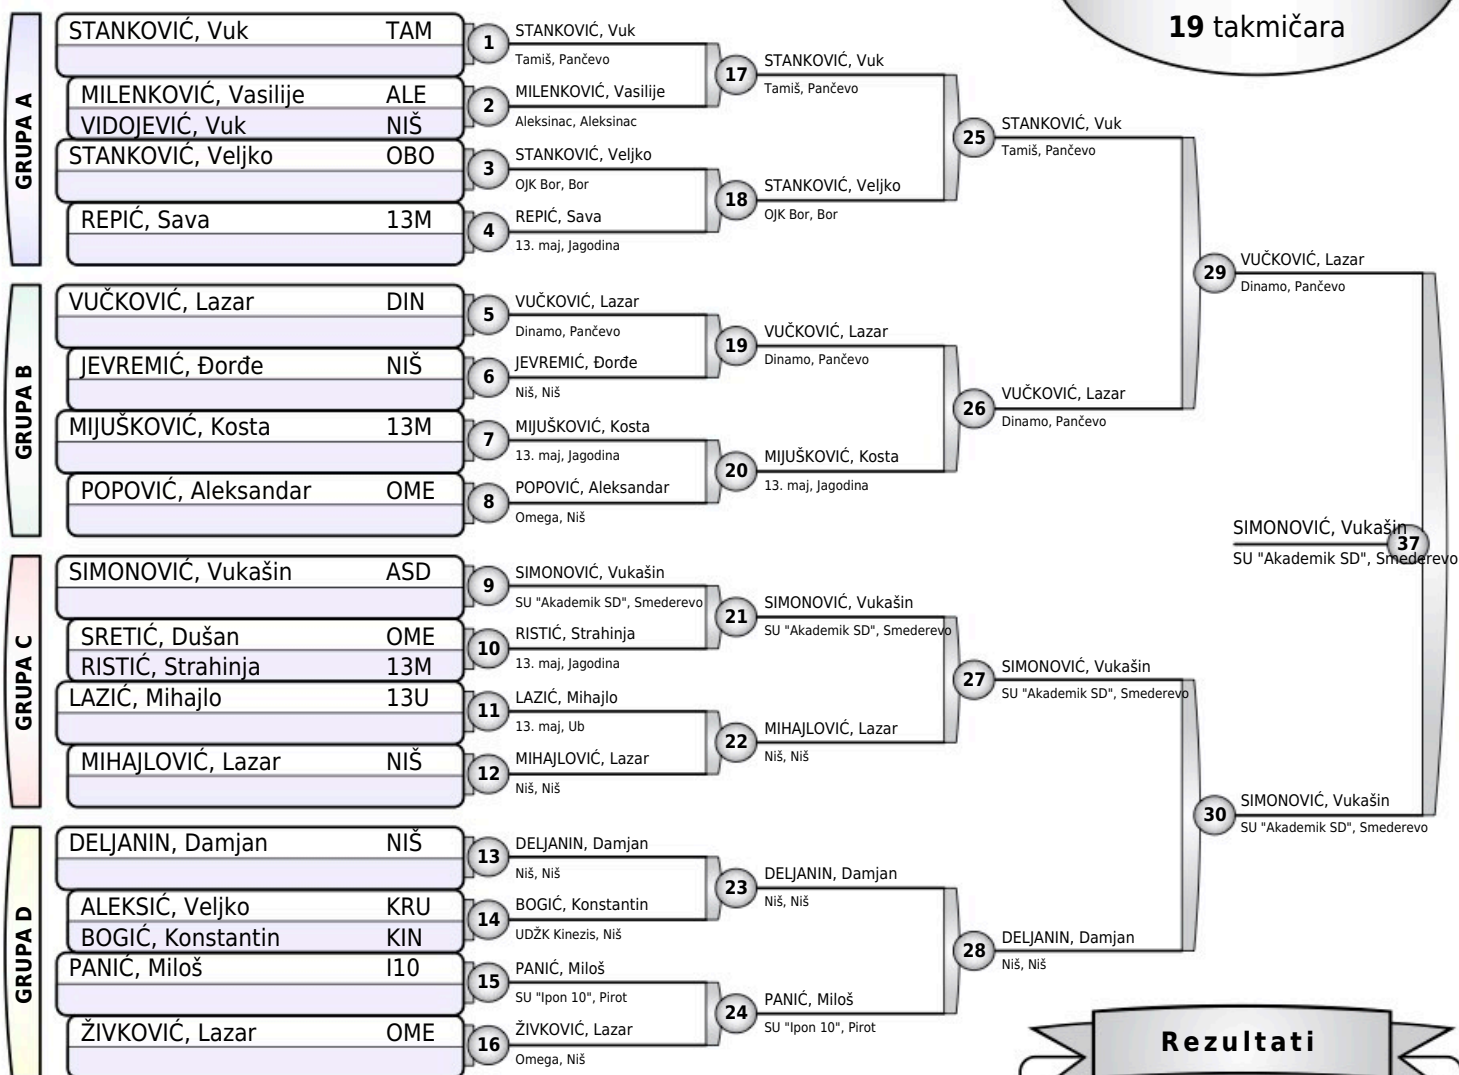 19 takmičara
GRUPA A
STANKOVIĆ, Vuk TAM
MILENKOVIĆ, Vasilije ALE
VIDOJEVIĆ, Vuk NIŠ
STANKOVIĆ, Veljko OBO
REPIĆ, Sava 13M
GRUPA B
VUČKOVIĆ, Lazar DIN
JEVREMIĆ, Đorđe NIŠ
MIJUŠKOVIĆ, Kosta 13M
POPOVIĆ, Aleksandar OME
GRUPA C
SIMONOVIĆ, Vukašin ASD
SRETIĆ, Dušan OME
RISTIĆ, Strahinja 13M
LAZIĆ, Mihajlo 13U
MIHAJLOVIĆ, Lazar NIŠ
GRUPA D
DELJANIN, Damjan NIŠ
ALEKSIĆ, Veljko KRU
BOGIĆ, Konstantin KIN
PANIĆ, Miloš I10
ŽIVKOVIĆ, Lazar OME
1 STANKOVIĆ, Vuk
Tamiš, Pančevo
2 MILENKOVIĆ, Vasilije
Aleksinac, Aleksinac
3 STANKOVIĆ, Veljko
OJK Bor, Bor
4 REPIĆ, Sava
13. maj, Jagodina
5 VUČKOVIĆ, Lazar
Dinamo, Pančevo
6 JEVREMIĆ, Đorđe
Niš, Niš
7 MIJUŠKOVIĆ, Kosta
13. maj, Jagodina
8 POPOVIĆ, Aleksandar
Omega, Niš
9 SIMONOVIĆ, Vukašin
SU "Akademik SD", Smederevo
10 RISTIĆ, Strahinja
13. maj, Jagodina
11 LAZIĆ, Mihajlo
13. maj, Ub
12 MIHAJLOVIĆ, Lazar
Niš, Niš
13 DELJANIN, Damjan
Niš, Niš
14 BOGIĆ, Konstantin
UDŽK Kinezis, Niš
15 PANIĆ, Miloš
SU "Ipon 10", Pirot
16 ŽIVKOVIĆ, Lazar
Omega, Niš
17 STANKOVIĆ, Vuk
Tamiš, Pančevo
18 STANKOVIĆ, Veljko
OJK Bor, Bor
19 VUČKOVIĆ, Lazar
Dinamo, Pančevo
20 MIJUŠKOVIĆ, Kosta
13. maj, Jagodina
21 SIMONOVIĆ, Vukašin
SU "Akademik SD", Smederevo
22 MIHAJLOVIĆ, Lazar
Niš, Niš
23 DELJANIN, Damjan
Niš, Niš
24 PANIĆ, Miloš
SU "Ipon 10", Pirot
25 STANKOVIĆ, Vuk
Tamiš, Pančevo
26 VUČKOVIĆ, Lazar
Dinamo, Pančevo
27 SIMONOVIĆ, Vukašin
SU "Akademik SD", Smederevo
28 DELJANIN, Damjan
Niš, Niš
29 VUČKOVIĆ, Lazar
Dinamo, Pančevo
30 SIMONOVIĆ, Vukašin
SU "Akademik SD", Smederevo
SIMONOVIĆ, Vukašin 37
SU "Akademik SD", Smederevo
Rezultati